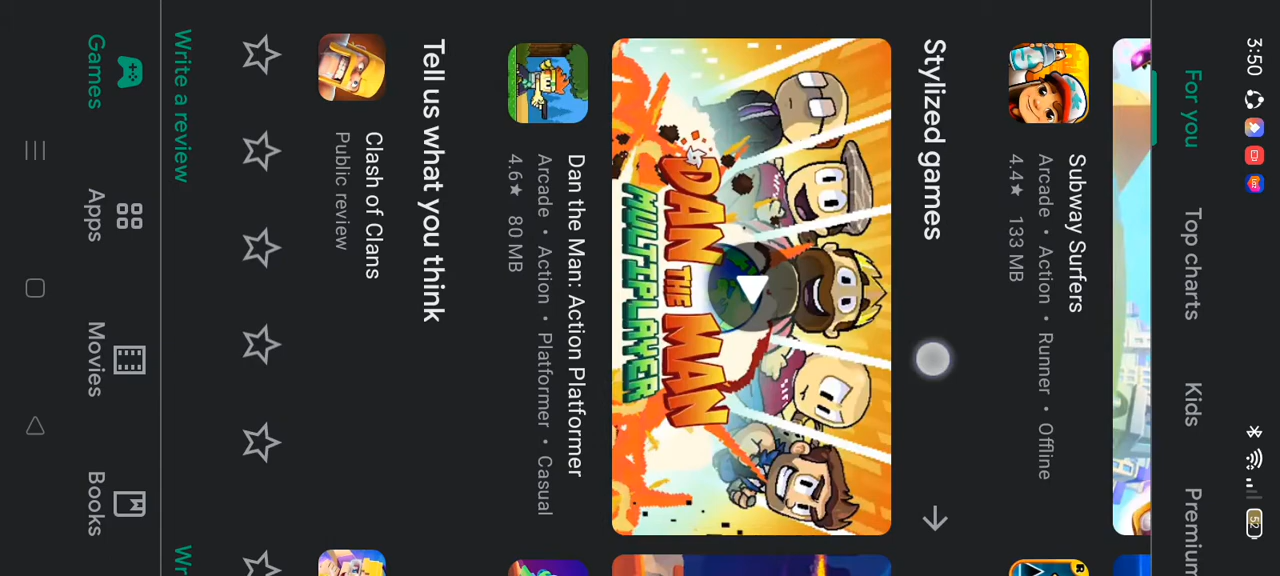 3:50
52
For you
Top charts
Kids
Premium
Subway Surfers
Arcade • Action • Runner • Offline
4.4★ 133 MB
Stylized games
DAN THE MAN
MULTIPLAYER
Dan the Man: Action Platformer
Arcade • Action • Platformer • Casual
4.6★ 80 MB
Tell us what you think
Clash of Clans
Public review
Write a review
Wr
Games
Apps
Movies
Books